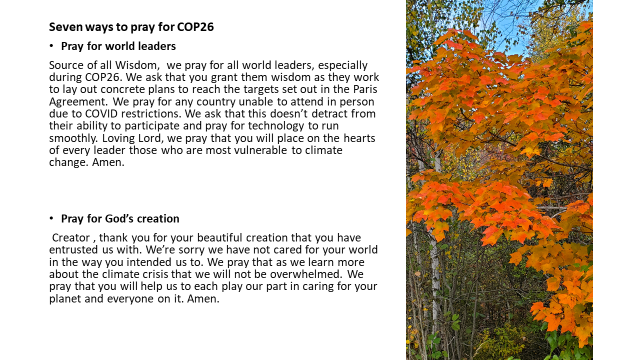 Seven ways to pray for COP26
• Pray for world leaders
Source of all Wisdom,  we pray for all world leaders, especially
during COP26. We ask that you grant them wisdom as they work
to lay out concrete plans to reach the targets set out in the Paris
Agreement. We pray for any country unable to attend in person
due to COVID restrictions. We ask that this doesn’t detract from
their ability to participate and pray for technology to run
smoothly. Loving Lord, we pray that you will place on the hearts
of every leader those who are most vulnerable to climate
change. Amen.
• Pray for God’s creation
Creator , thank you for your beautiful creation that you have
entrusted us with. We’re sorry we have not cared for your world
in the way you intended us to. We pray that as we learn more
about the climate crisis that we will not be overwhelmed. We
pray that you will help us to each play our part in caring for your
planet and everyone on it. Amen.